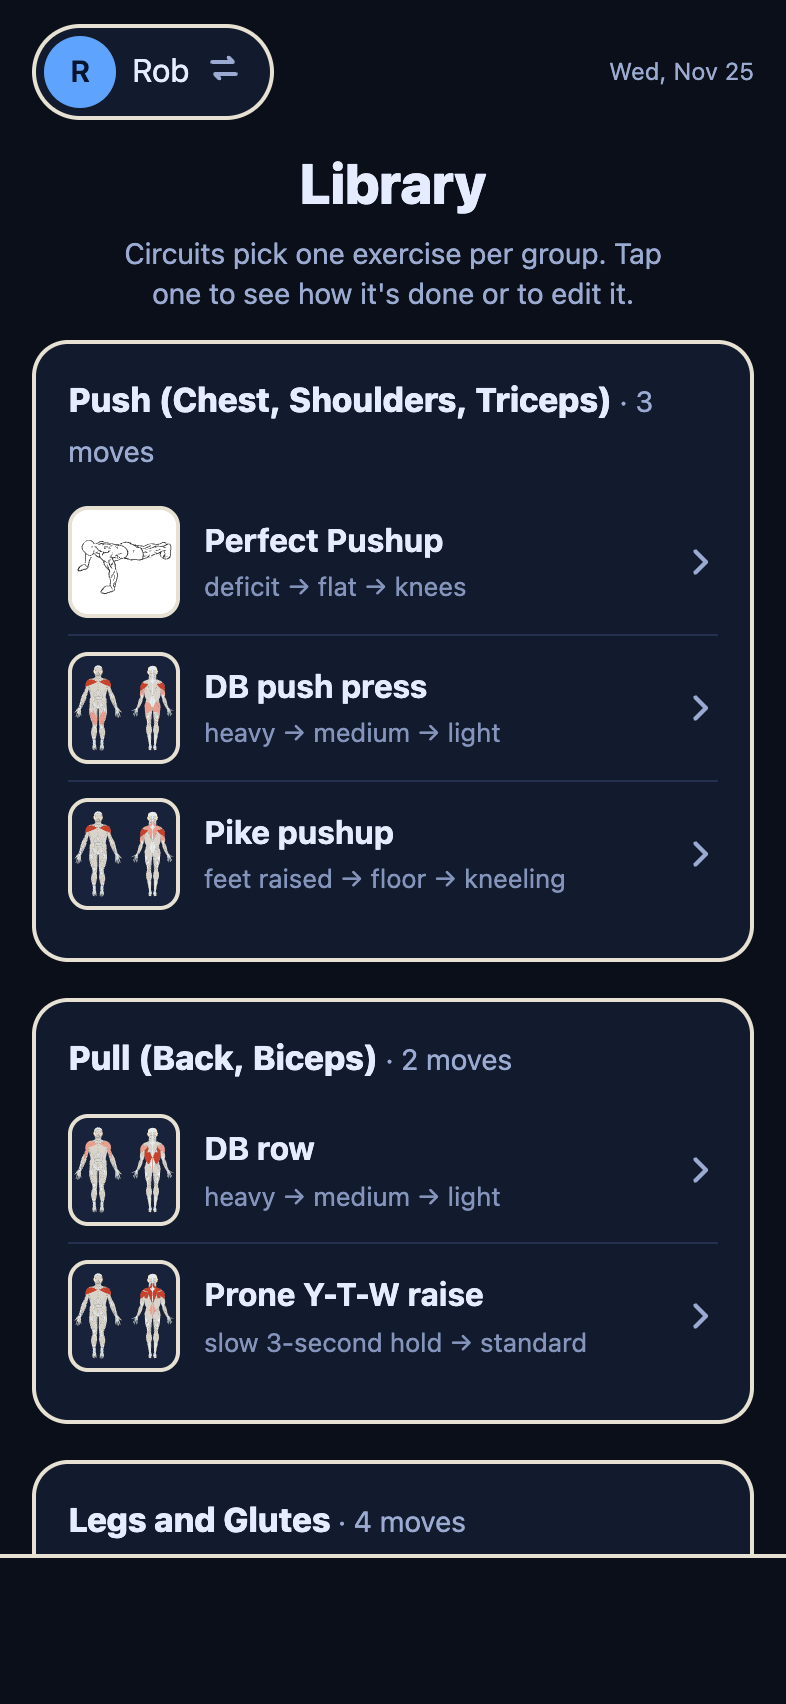 R Rob
Wed, Nov 25
Library
Circuits pick one exercise per group. Tap
one to see how it's done or to edit it.
Push (Chest, Shoulders, Triceps) · 3
moves
Perfect Pushup
deficit → flat → knees
DB push press
heavy → medium → light
Pike pushup
feet raised → floor → kneeling
Pull (Back, Biceps) · 2 moves
DB row
heavy → medium → light
Prone Y-T-W raise
slow 3-second hold → standard
Legs and Glutes · 4 moves